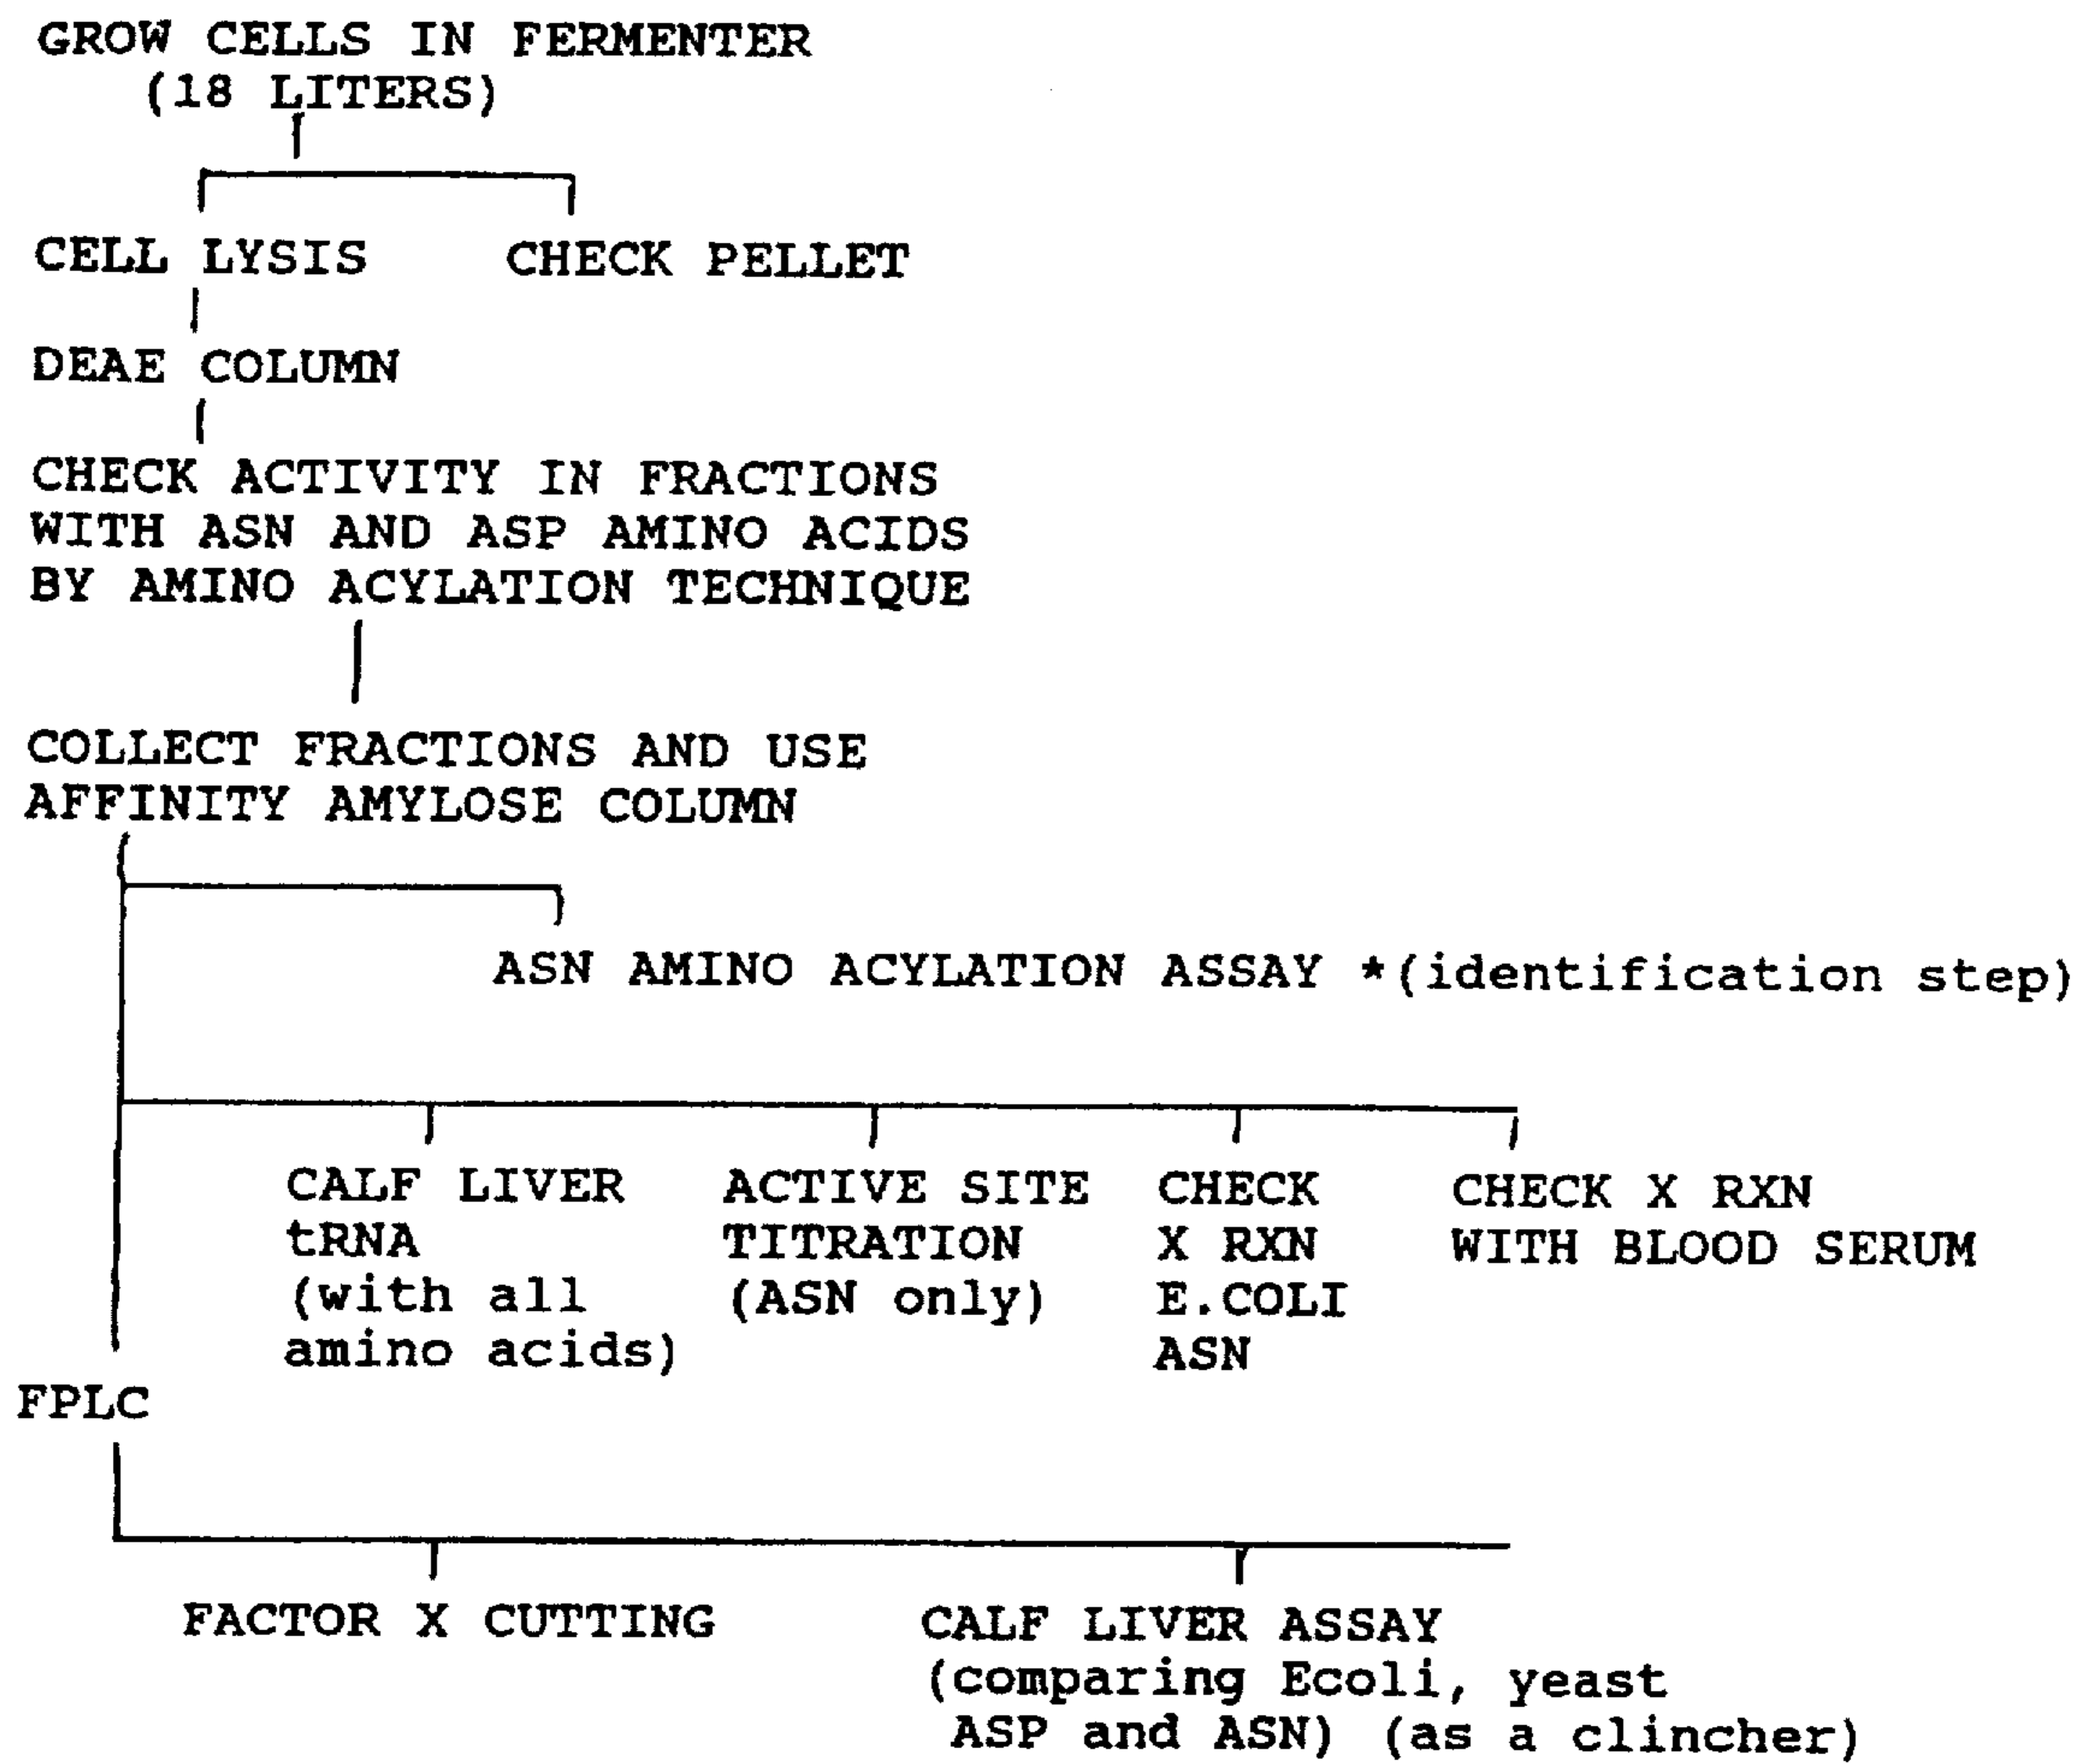 GROW CELLS IN FERMENTER
(18 LITERS)
CELL LYSIS CHECK PELLET
DEAE COLUMN
CHECK ACTIVITY IN FRACTIONS
WITH ASN AND ASP AMINO ACIDS
BY AMINO ACYLATION TECHNIQUE
COLLECT FRACTIONS AND USE
AFFINITY AMYLOSE COLUMN
ASN AMINO ACYLATION ASSAY *(identification step)
CALF LIVER
tRNA
(with all
amino acids)
ACTIVE SITE
TITRATION
(ASN only)
CHECK
X RXN
E.COLI
ASN
CHECK X RXN
WITH BLOOD SERUM
FPLC
FACTOR X CUTTING
CALF LIVER ASSAY
(comparing Ecoli, yeast
ASP and ASN) (as a clincher)